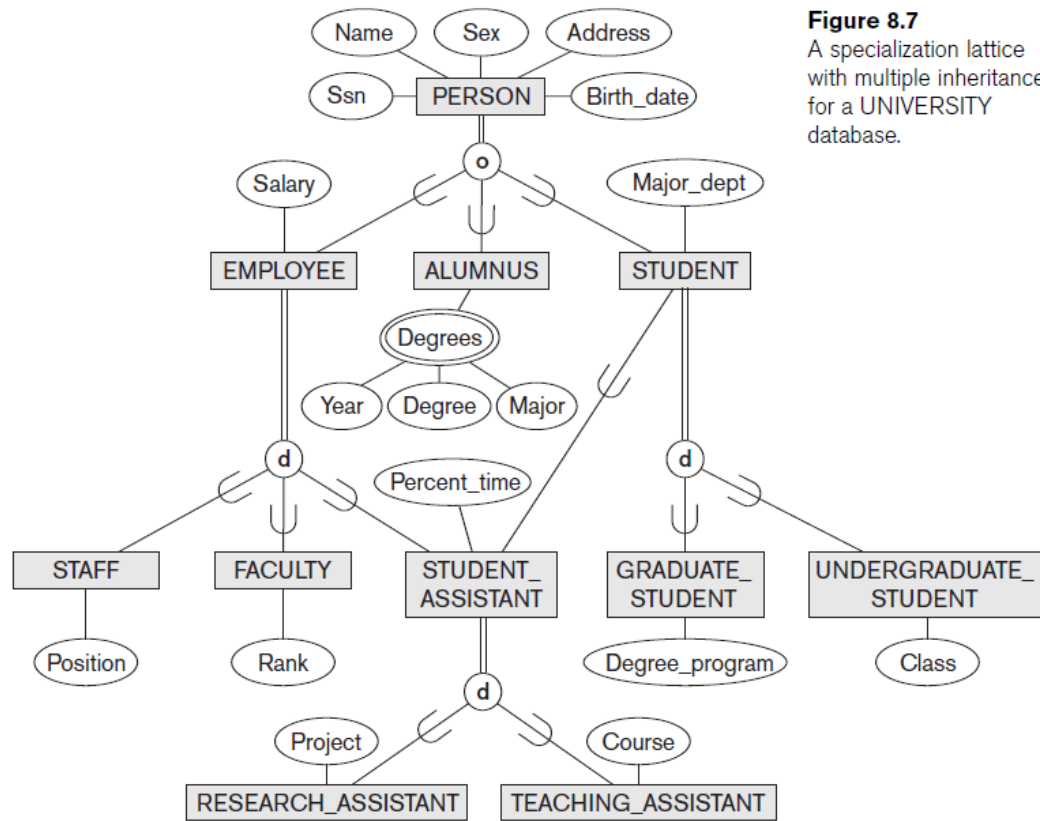 Figure 8.7
A specialization lattice
with multiple inheritance
for a UNIVERSITY
database.
Name
Sex
Address
Ssn
PERSON
Birth_date
o
Salary
Major_dept
EMPLOYEE
ALUMNUS
STUDENT
Degrees
Year
Degree
Major
d
d
Percent_time
STAFF
FACULTY
STUDENT_
ASSISTANT
GRADUATE_
STUDENT
UNDERGRADUATE_
STUDENT
Position
Rank
Degree_program
Class
d
Project
Course
RESEARCH_ASSISTANT
TEACHING_ASSISTANT